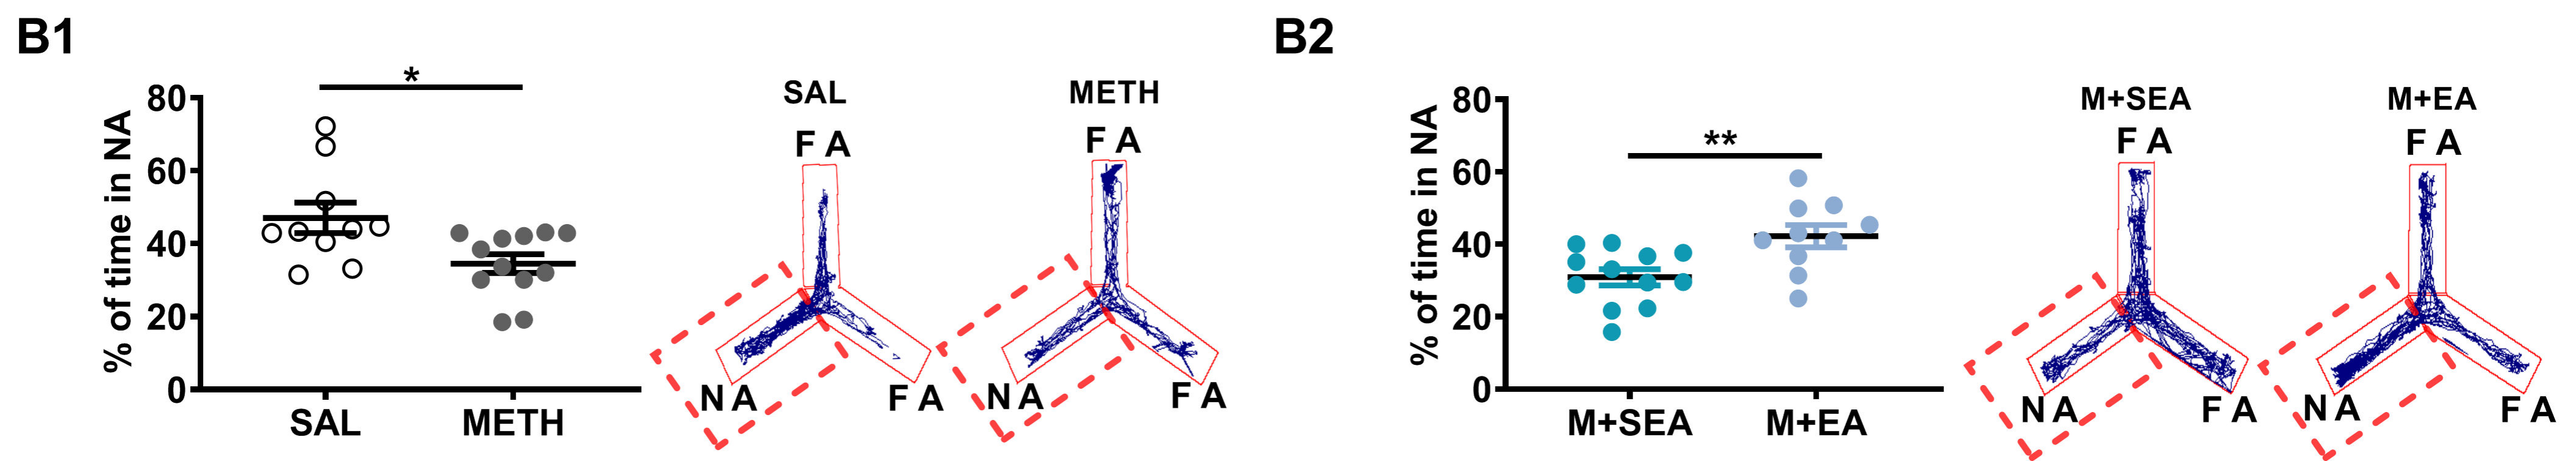 B1
% of time in NA
80
60
40
20
0
*
SAL
METH
SAL
F A
N A
F A
METH
F A
N A
F A
B2
% of time in NA
80
60
40
20
0
**
M+SEA
M+EA
M+SEA
F A
N A
F A
M+EA
F A
N A
F A